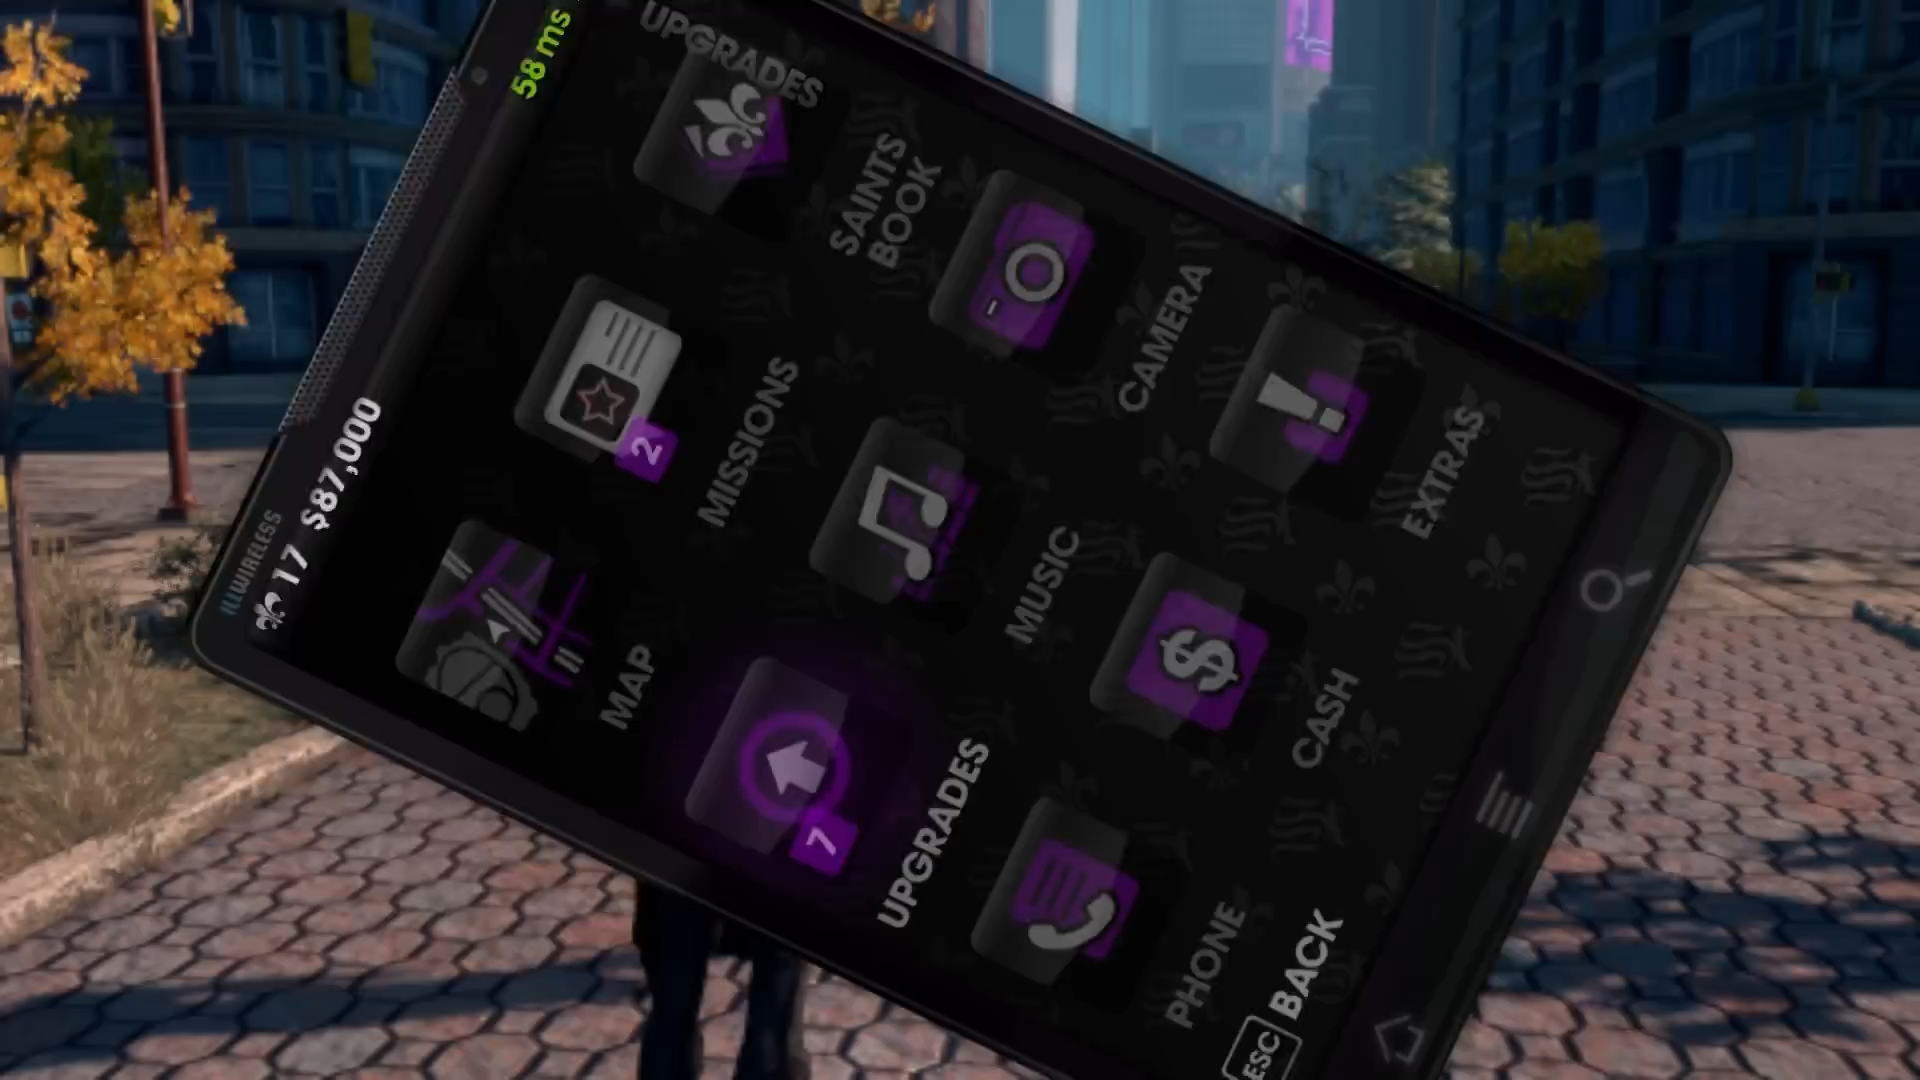 ILLWIRELESS
17 $87,000
58 ms
UPGRADES
MAP
MISSIONS
2
SAINTS
BOOK
UPGRADES
7
MUSIC
CAMERA
PHONE
CASH
EXTRAS
ESC BACK